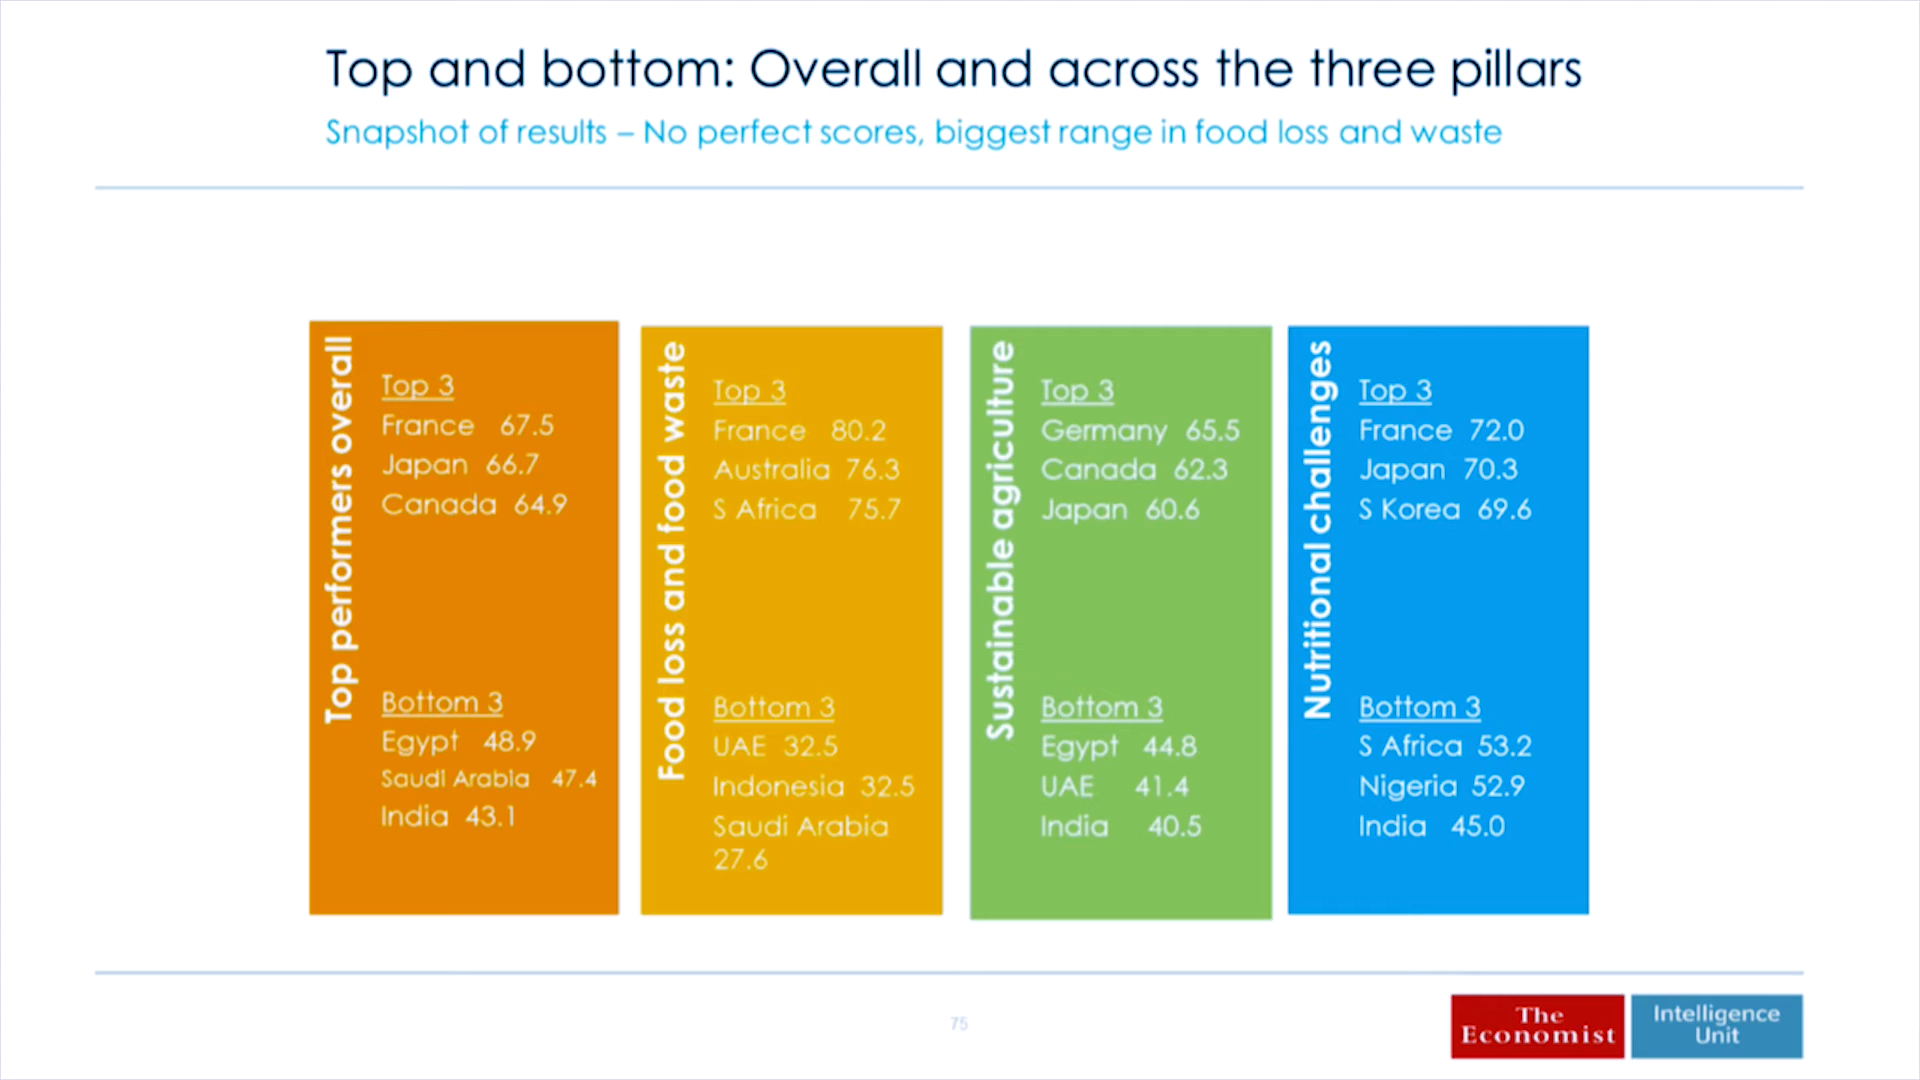 Top and bottom: Overall and across the three pillars
Snapshot of results – No perfect scores, biggest range in food loss and waste
Top performers overall
Top 3
France 67.5
Japan 66.7
Canada 64.9
Bottom 3
Egypt 48.9
Saudi Arabia 47.4
India 43.1
Food loss and food waste
Top 3
France 80.2
Australia 76.3
S Africa 75.7
Bottom 3
UAE 32.5
Indonesia 32.5
Saudi Arabia
27.6
Sustainable agriculture
Top 3
Germany 65.5
Canada 62.3
Japan 60.6
Bottom 3
Egypt 44.8
UAE 41.4
India 40.5
Nutritional challenges
Top 3
France 72.0
Japan 70.3
S Korea 69.6
Bottom 3
S Africa 53.2
Nigeria 52.9
India 45.0
75
The
Economist
Intelligence
Unit